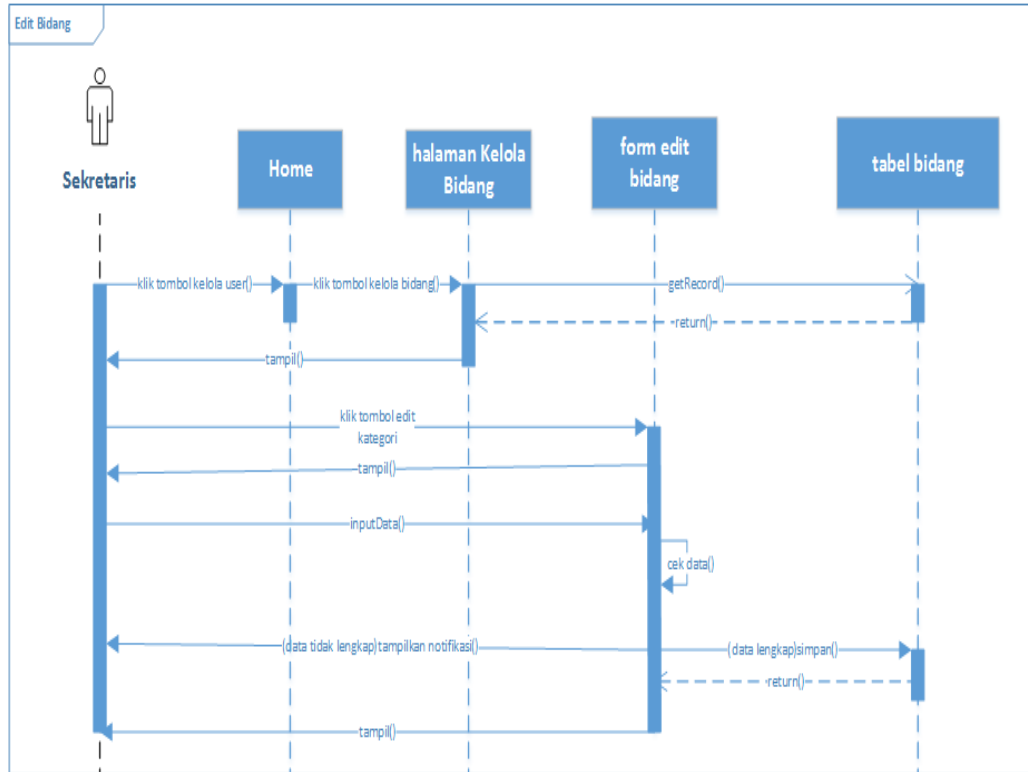 Edit Bidang
Sekretaris
Home
halaman Kelola
Bidang
form edit
bidang
tabel bidang
klik tombol kelola user()
klik tombol kelola bidang()
getRecord()
return()
tampil()
klik tombol edit
kategori
tampil()
inputData()
cek data()
(data tidak lengkap)tampilkan notifikasi()
(data lengkap)simpan()
return()
tampil()